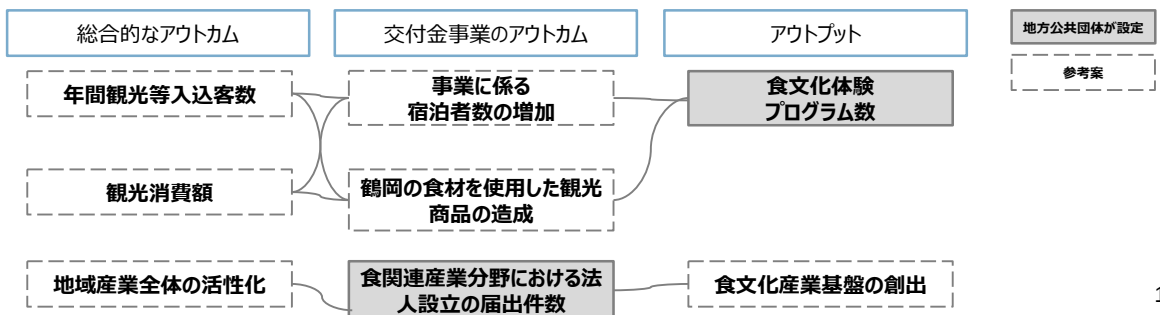 総合的なアウトカム
交付金事業のアウトカム
アウトプット
地方公共団体が設定
参考案
年間観光等入込客数
事業に係る
宿泊者数の増加
食文化体験
プログラム数
観光消費額
鶴岡の食材を使用した観光
商品の造成
地域産業全体の活性化
食関連産業分野における法
人設立の届出件数
食文化産業基盤の創出
1